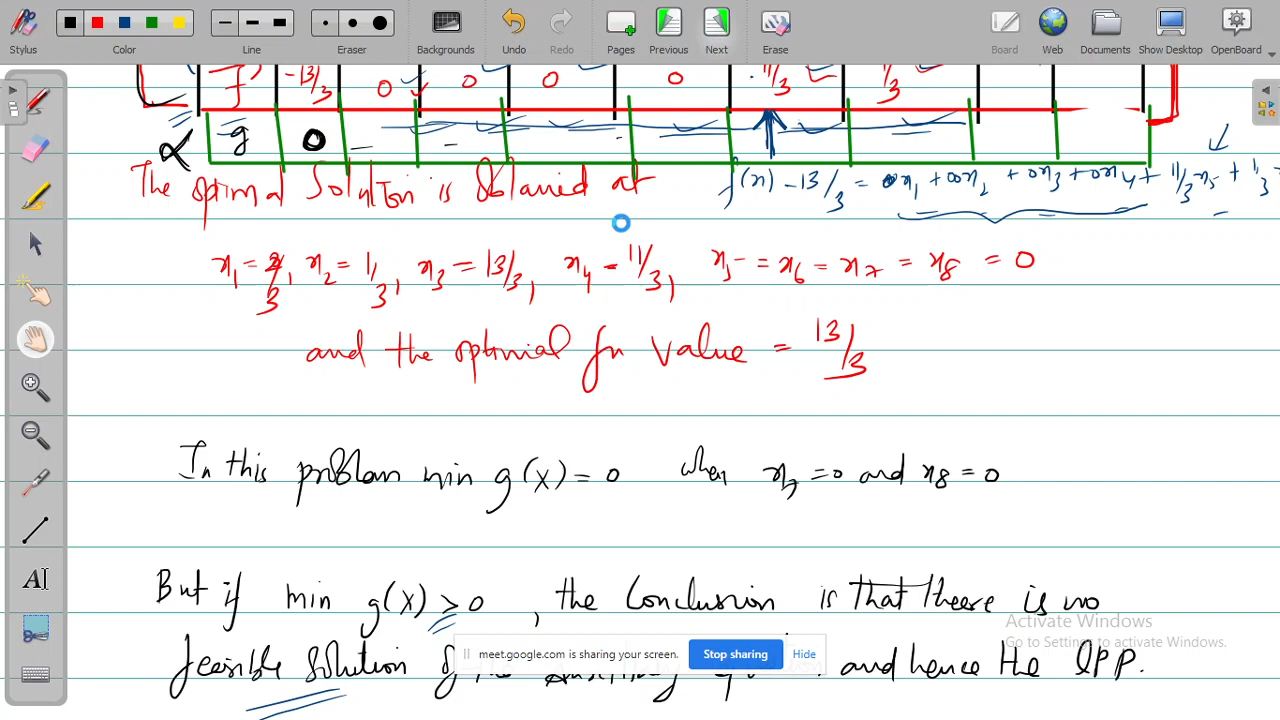 Stylus Color Line Eraser Backgrounds Undo Redo Pages Previous Next Erase Board Web Documents Show Desktop OpenBoard
-13/3 0 0 0 0 11/3 1/3
g 0
The optimal Solution is obtained at
f(x) - 13/3 = 0x1 + 0x2 + 0x3 + 0x4 + 11/3 x5 + 1/3
x1 = 2/3, x2 = 1/3, x3 = 13/3, x4 = 11/3, x5 = x6 = x7 = x8 = 0
and the optimal fn value = 13/3
In this problem min g(x) = 0 when x7 = 0 and x8 = 0
But if min g(x) > 0, the Conclusion is that theere is no
Activate Windows
Go to Settings to activate Windows.
meet.google.com is sharing your screen. Stop sharing Hide
feasible solution of the and hence the LPP.